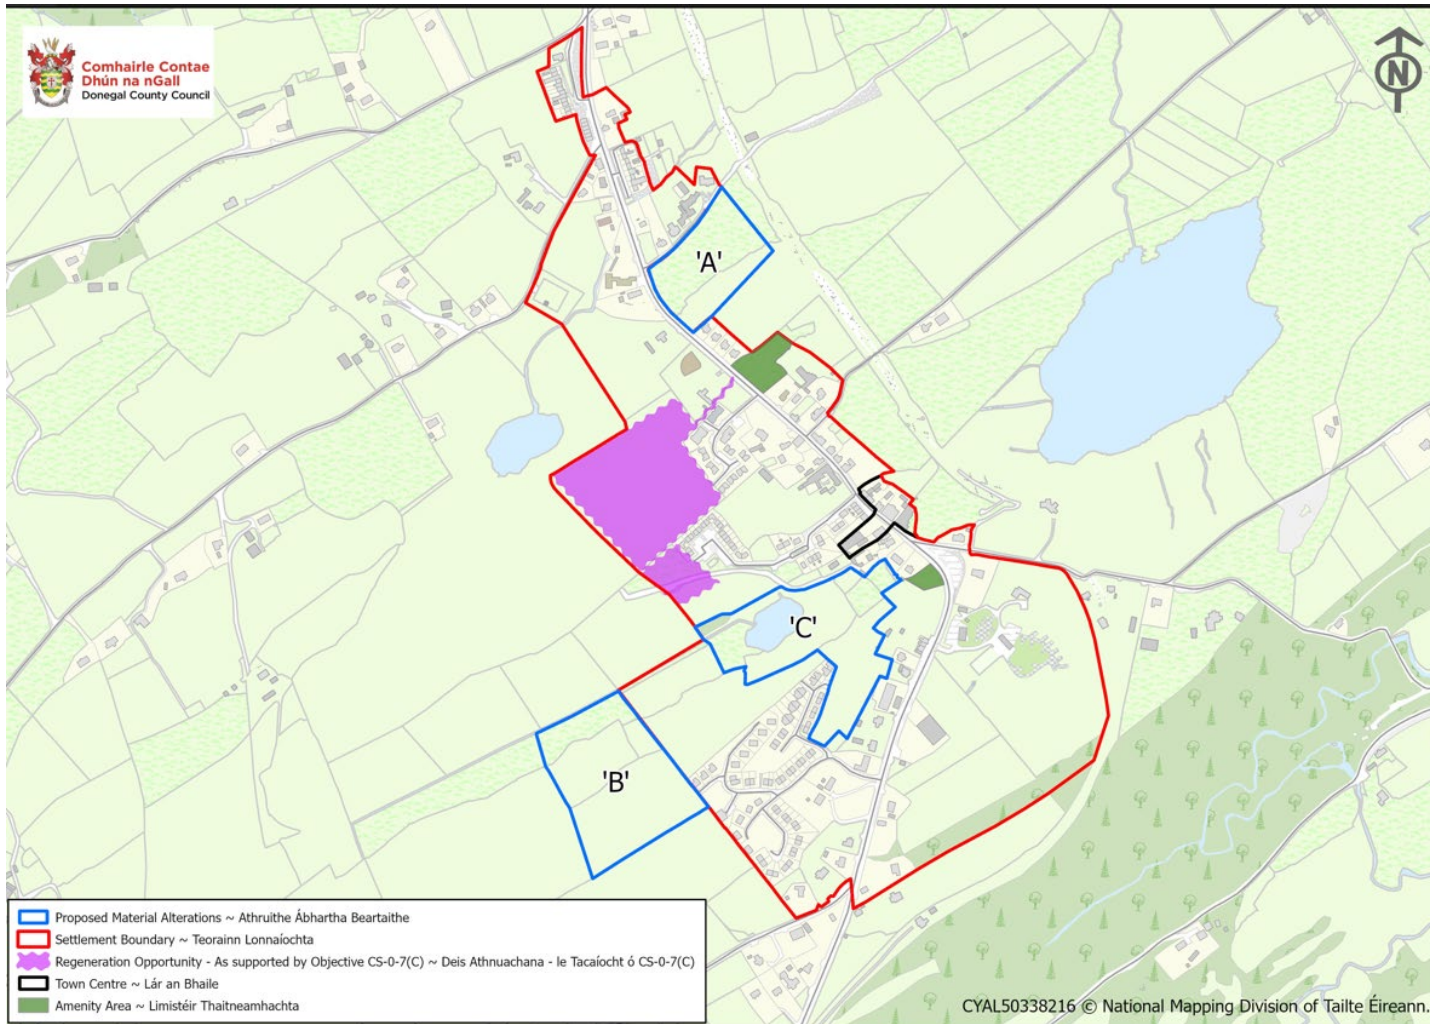 Comhairle Contae
Dhún na nGall
Donegal County Council
N
'A'
'C'
'B'
Proposed Material Alterations ~ Athruithe Ábhartha Beartaithe
Settlement Boundary ~ Teorainn Lonnaíochta
Regeneration Opportunity - As supported by Objective CS-0-7(C) ~ Deis Athnuachana - le Tacaíocht ó CS-0-7(C)
Town Centre ~ Lár an Bhaile
Amenity Area ~ Limistéir Thaitneamhachta
CYAL50338216 © National Mapping Division of Tailte Éireann.